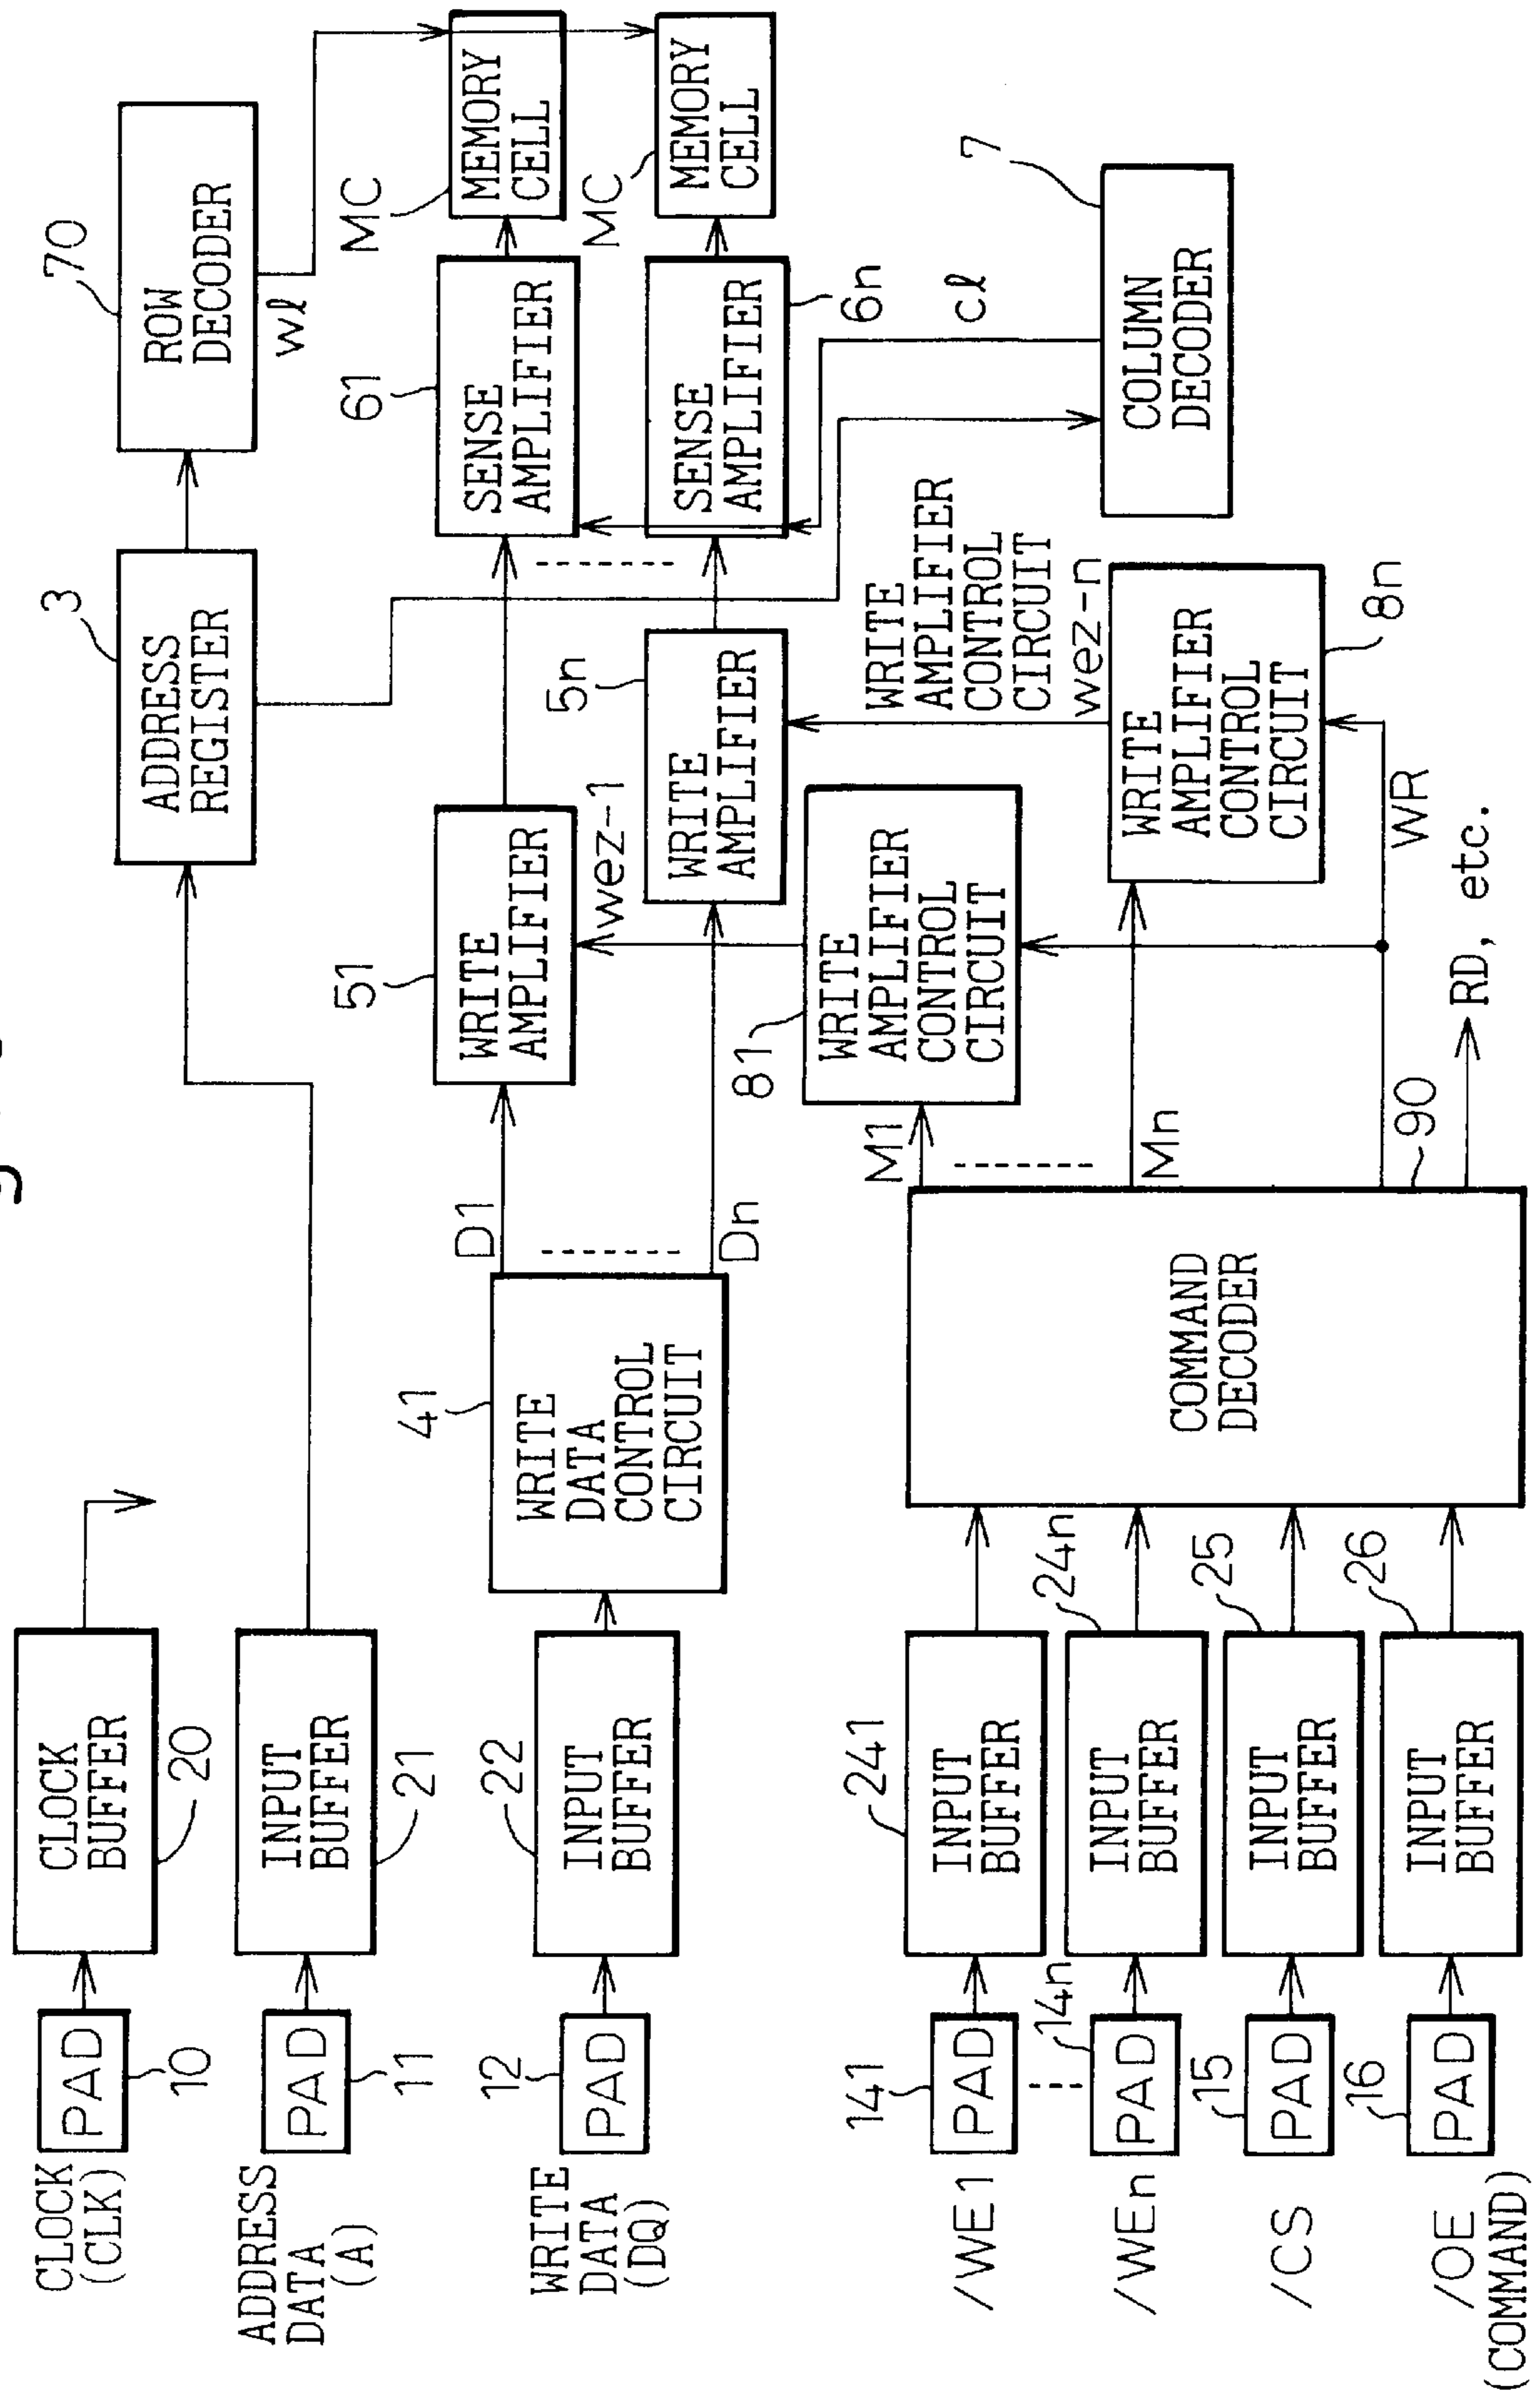 CLOCK
(CLK)
PAD
10
CLOCK
BUFFER
20
ADDRESS
DATA
(A)
PAD
11
INPUT
BUFFER
21
3
ADDRESS
REGISTER
70
ROW
DECODER
wℓ
WRITE
DATA
(DQ)
12
PAD
22
INPUT
BUFFER
41
WRITE
DATA
CONTROL
CIRCUIT
D1
Dn
51
WRITE
AMPLIFIER
wez-1
61
SENSE
AMPLIFIER
MC
MEMORY
CELL
5n
WRITE
AMPLIFIER
SENSE
AMPLIFIER
6n
MC
MEMORY
CELL
cℓ
7
COLUMN
DECODER
81
WRITE
AMPLIFIER
CONTROL
CIRCUIT
WRITE
AMPLIFIER
CONTROL
CIRCUIT
wez-n
WRITE
AMPLIFIER
CONTROL
CIRCUIT
8n
/WE1
141
PAD
241
INPUT
BUFFER
/WEn
14n
PAD
24n
INPUT
BUFFER
/CS
15
PAD
25
INPUT
BUFFER
/OE
(COMMAND)
16
PAD
26
INPUT
BUFFER
COMMAND
DECODER
M1
Mn
90
WR
RD, etc.